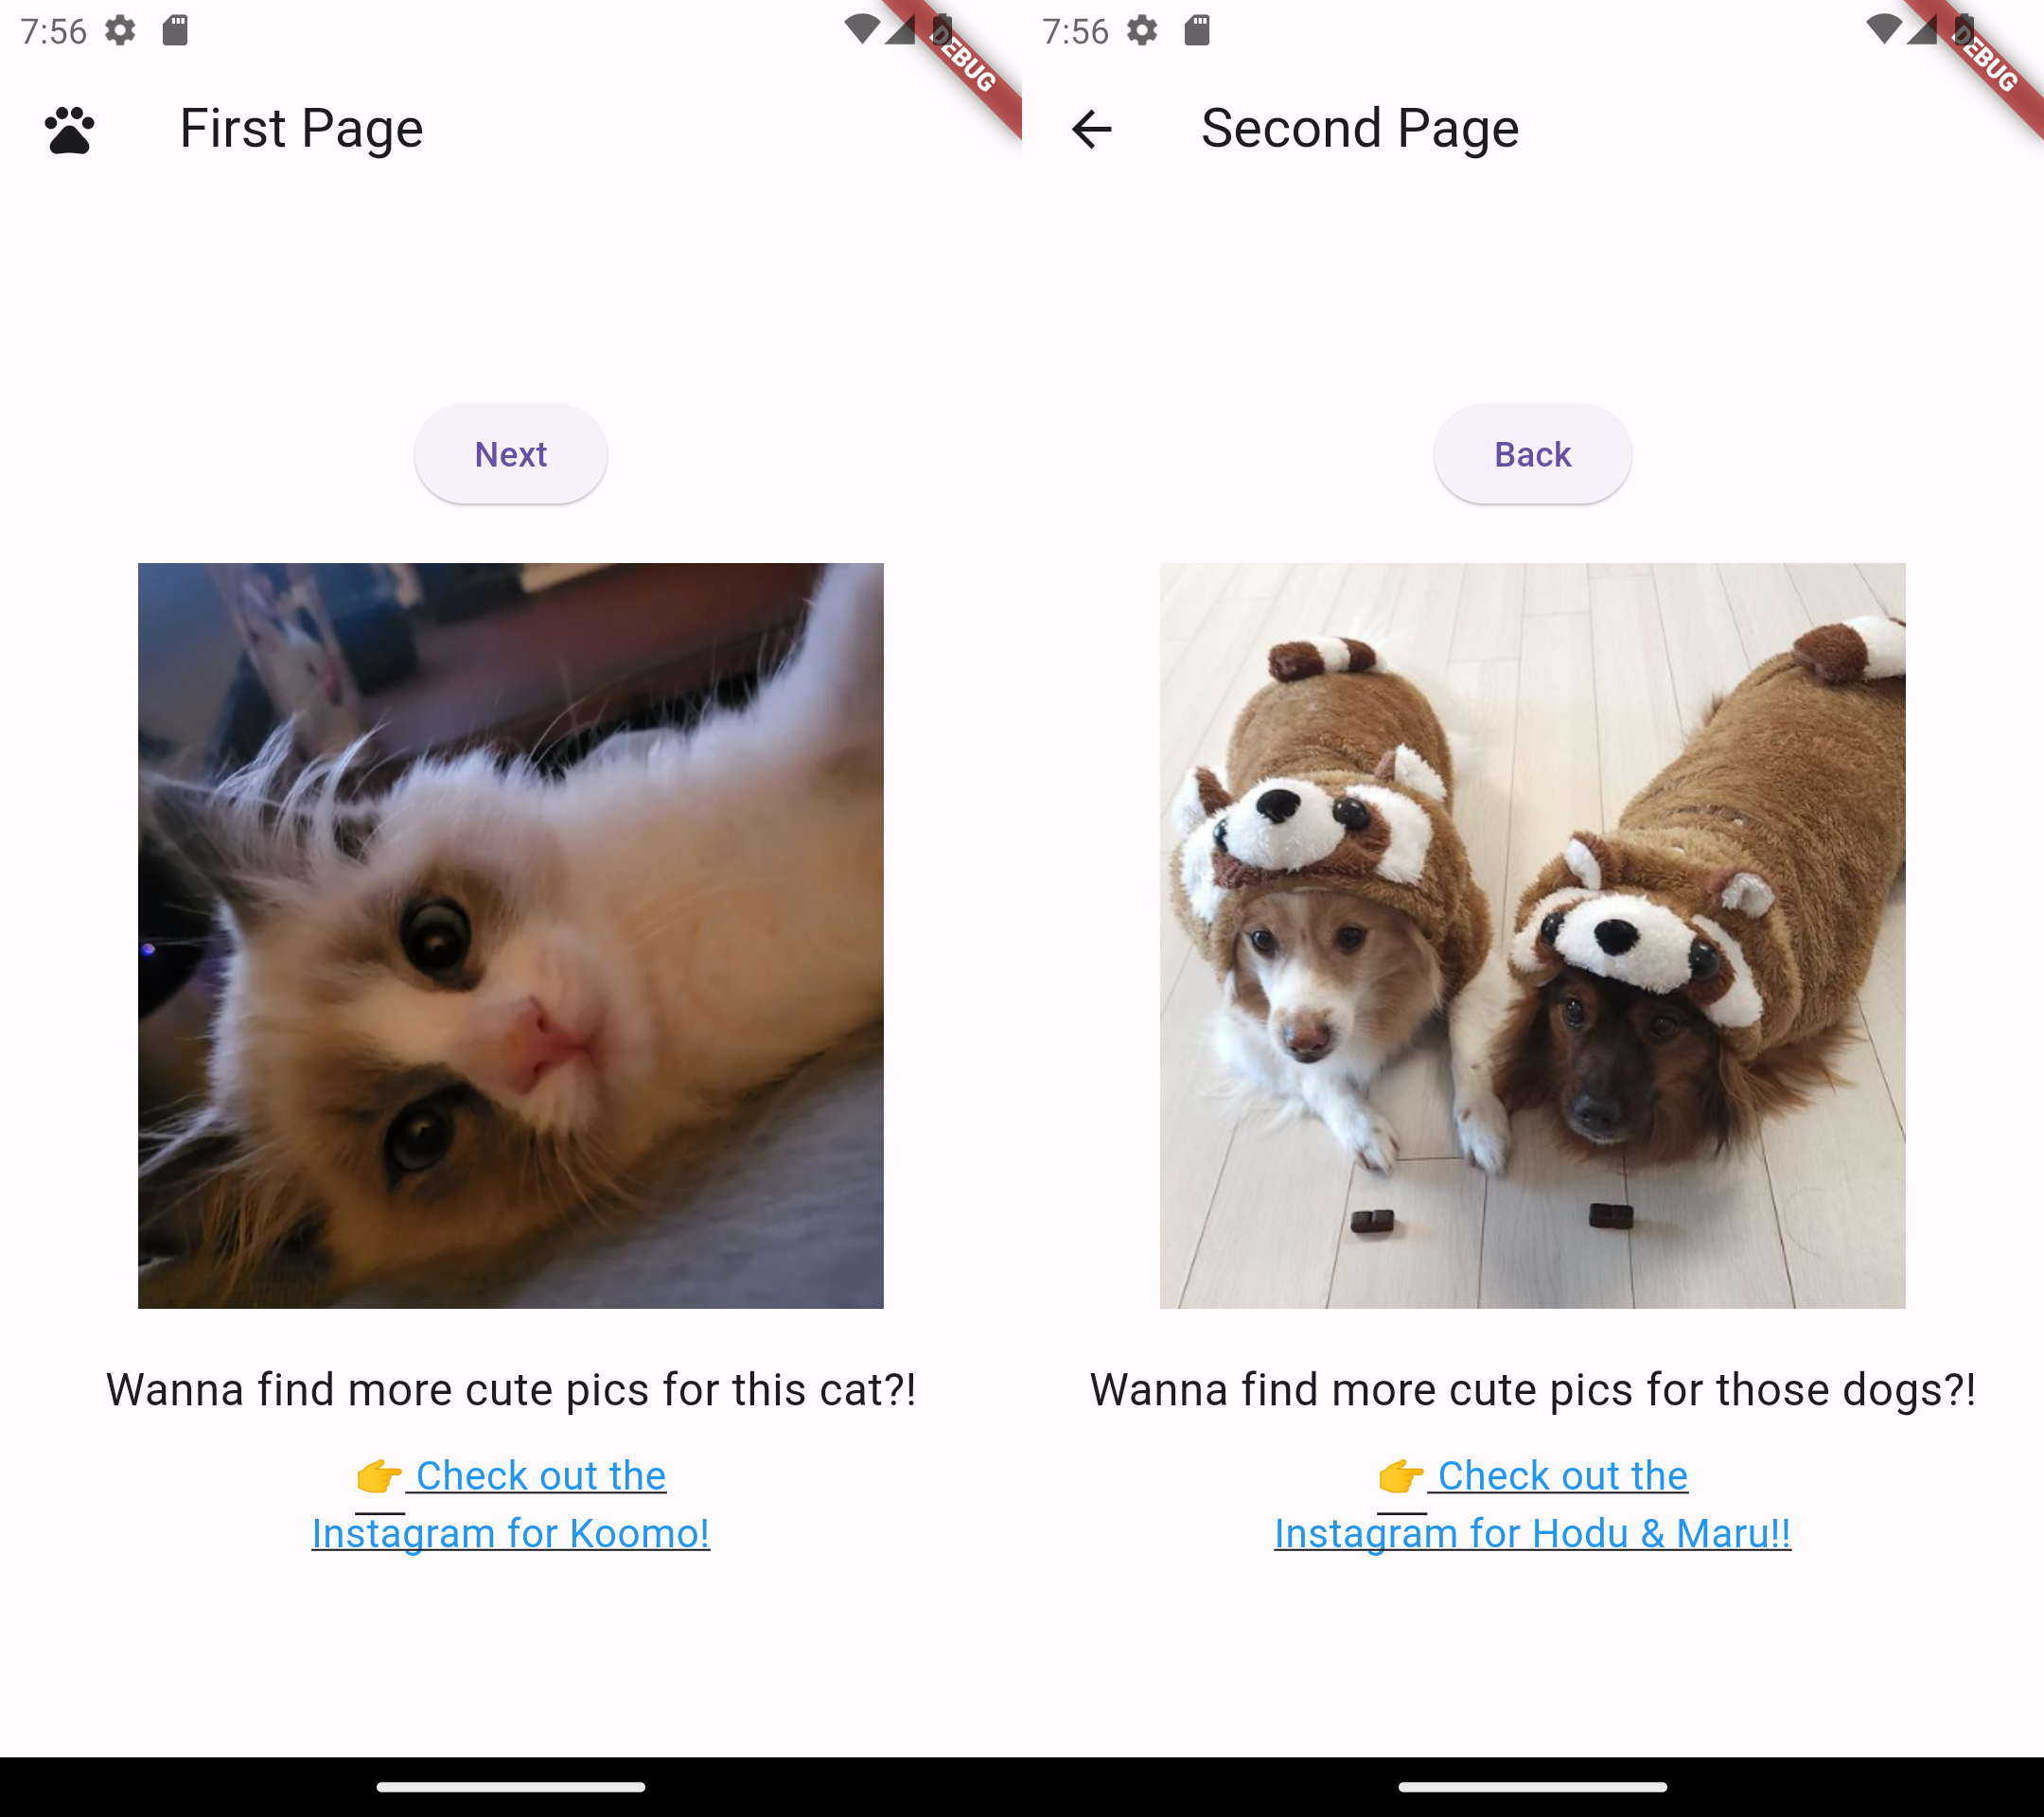 7:56
DEBUG
First Page
Next
Wanna find more cute pics for this cat?!
👉 Check out the
Instagram for Koomo!
7:56
DEBUG
Second Page
Back
Wanna find more cute pics for those dogs?!
👉 Check out the
Instagram for Hodu & Maru!!